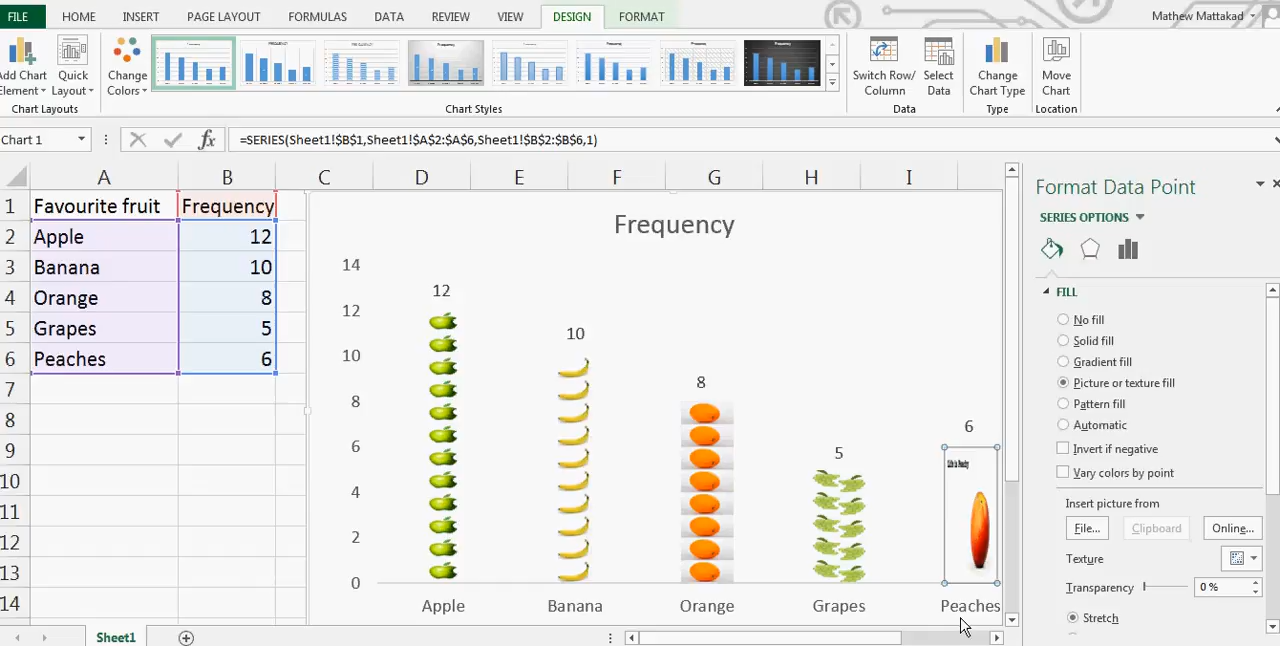 FILE HOME INSERT PAGE LAYOUT FORMULAS DATA REVIEW VIEW DESIGN FORMAT Mathew Mattakad
Add Chart Element Quick Layout Change Colors Switch Row/ Column Select Data Change Chart Type Move Chart
Chart Layouts Chart Styles Data Type Location
Chart 1 fx =SERIES(Sheet1!$B$1,Sheet1!$A$2:$A$6,Sheet1!$B$2:$B$6,1)
A B C D E F G H I
1 Favourite fruit Frequency
2 Apple 12
3 Banana 10
4 Orange 8
5 Grapes 5
6 Peaches 6
7
8
9
10
11
12
13
14
Frequency
14
12
10
8
6
4
2
0
12 10 8 5 6
Life is Peachy
Apple Banana Orange Grapes Peaches
Format Data Point
SERIES OPTIONS
FILL
No fill
Solid fill
Gradient fill
Picture or texture fill
Pattern fill
Automatic
Invert if negative
Vary colors by point
Insert picture from
File... Clipboard Online...
Texture
Transparency 0 %
Stretch
Sheet1